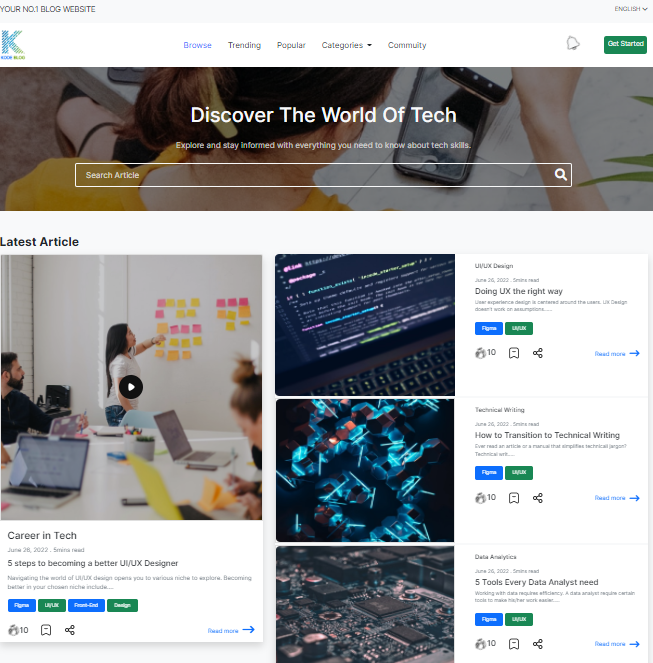 YOUR NO.1 BLOG WEBSITE
ENGLISH
KODE BLOG
Browse
Trending
Popular
Categories
Commuity
Get Started
Discover The World Of Tech
Explore and stay informed with everything you need to know about tech skills.
Search Article
Latest Article
Career in Tech
June 26, 2022 . 5mins read
5 steps to becoming a better UI/UX Designer
Navigating the world of UI/UX design opens you to various niche to explore. Becoming
better in your chosen niche include....
Figma
UI/UX
Front-End
Design
10
Read more
UI/UX Design
June 26, 2022 . 5mins read
Doing UX the right way
User experience design is centered around the users. UX Design
doesn't work on assumptions.....
Figma
UI/UX
10
Read more
Technical Writing
June 26, 2022 . 5mins read
How to Transition to Technical Writing
Ever read an article or a manual that simplifies technical jargon?
Technical writ.....
Figma
UI/UX
10
Read more
Data Analytics
June 26, 2022 . 5mins read
5 Tools Every Data Analyst need
Working with data requires efficiency. A data analyst require certain
tools to make his/her work easier.....
Figma
UI/UX
10
Read more